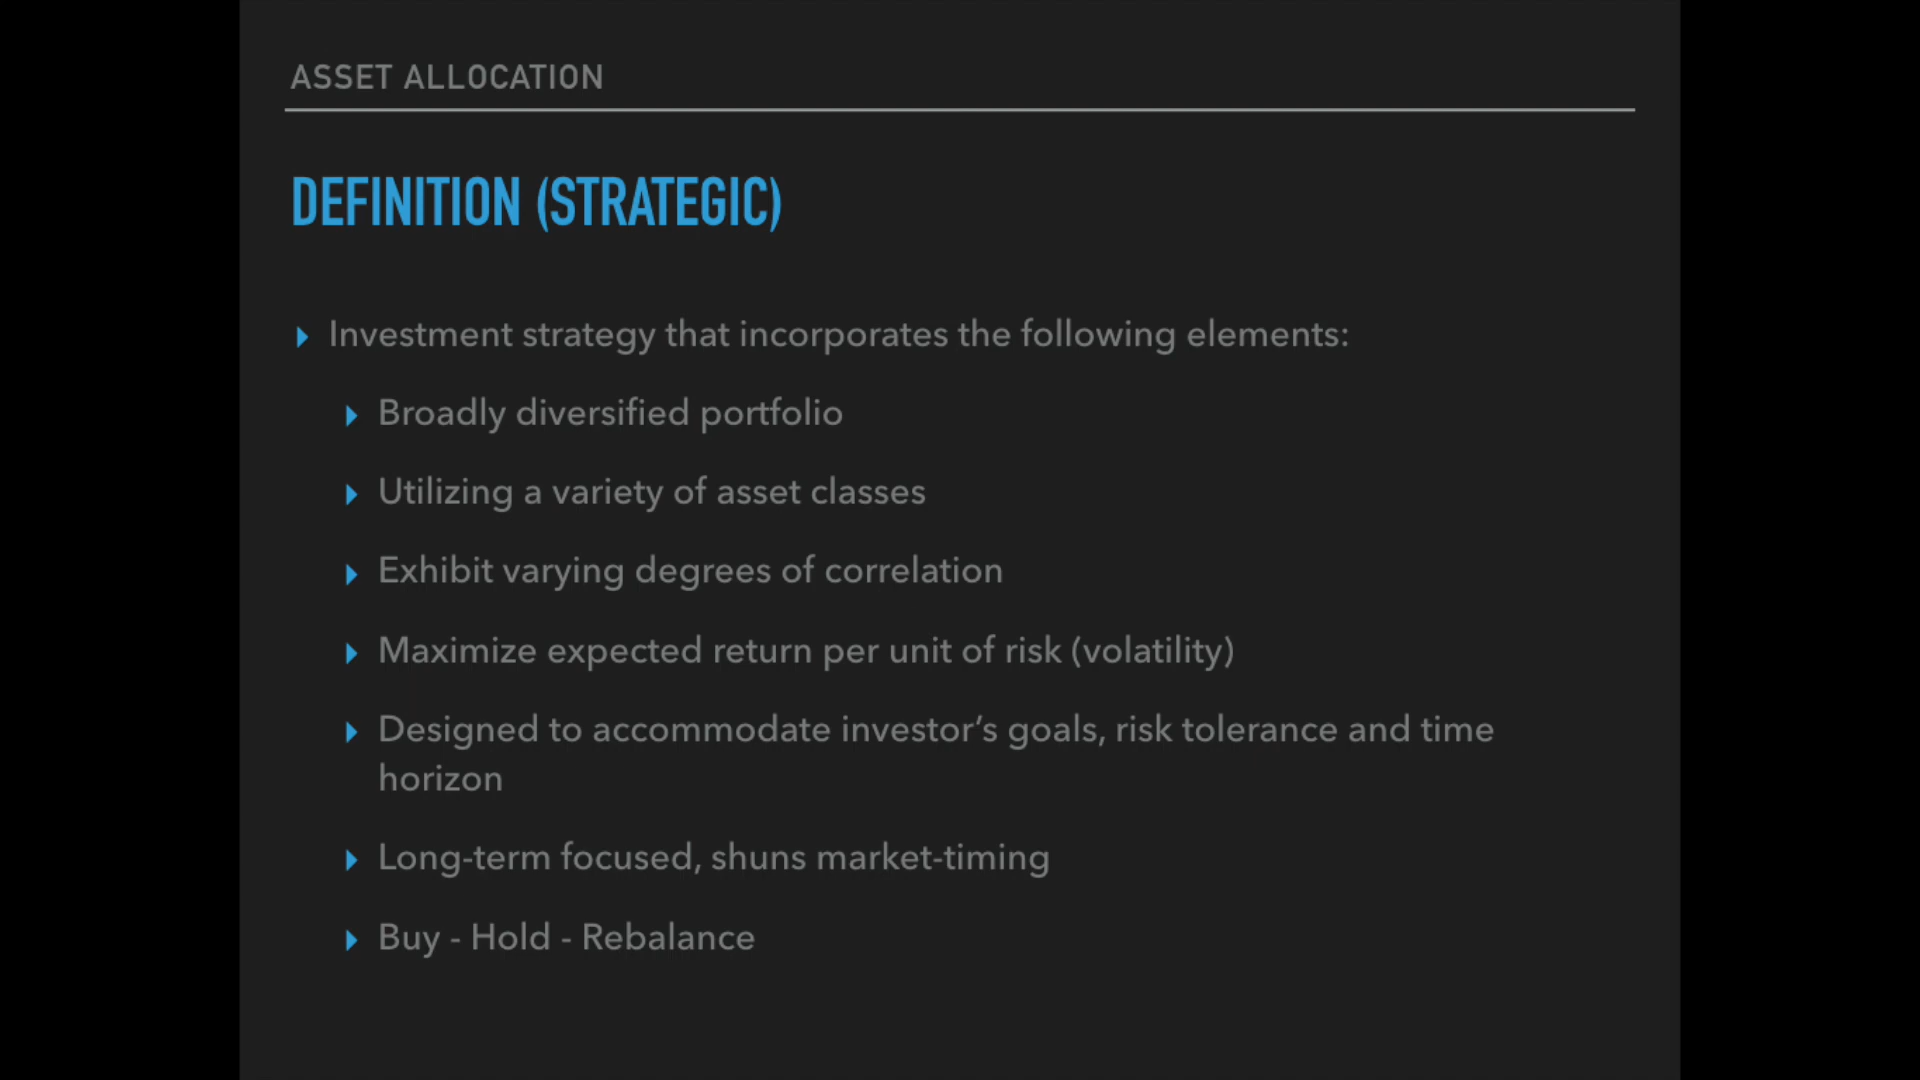 ASSET ALLOCATION
DEFINITION (STRATEGIC)
Investment strategy that incorporates the following elements:
Broadly diversified portfolio
Utilizing a variety of asset classes
Exhibit varying degrees of correlation
Maximize expected return per unit of risk (volatility)
Designed to accommodate investor’s goals, risk tolerance and time
horizon
Long-term focused, shuns market-timing
Buy - Hold - Rebalance